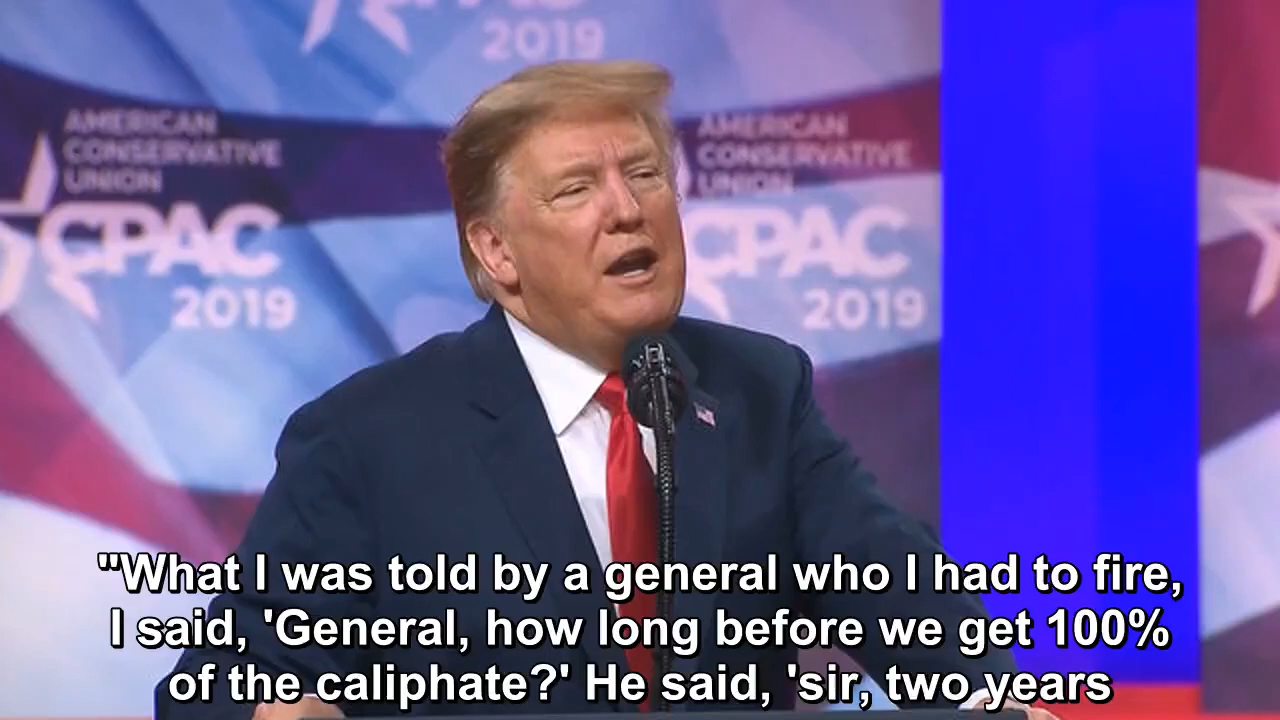 CPAC
2019
AMERICAN
CONSERVATIVE
UNION
CPAC
2019
AMERICAN
CONSERVATIVE
UNION
CPAC
2019
"What I was told by a general who I had to fire,
I said, 'General, how long before we get 100%
of the caliphate?' He said, 'sir, two years